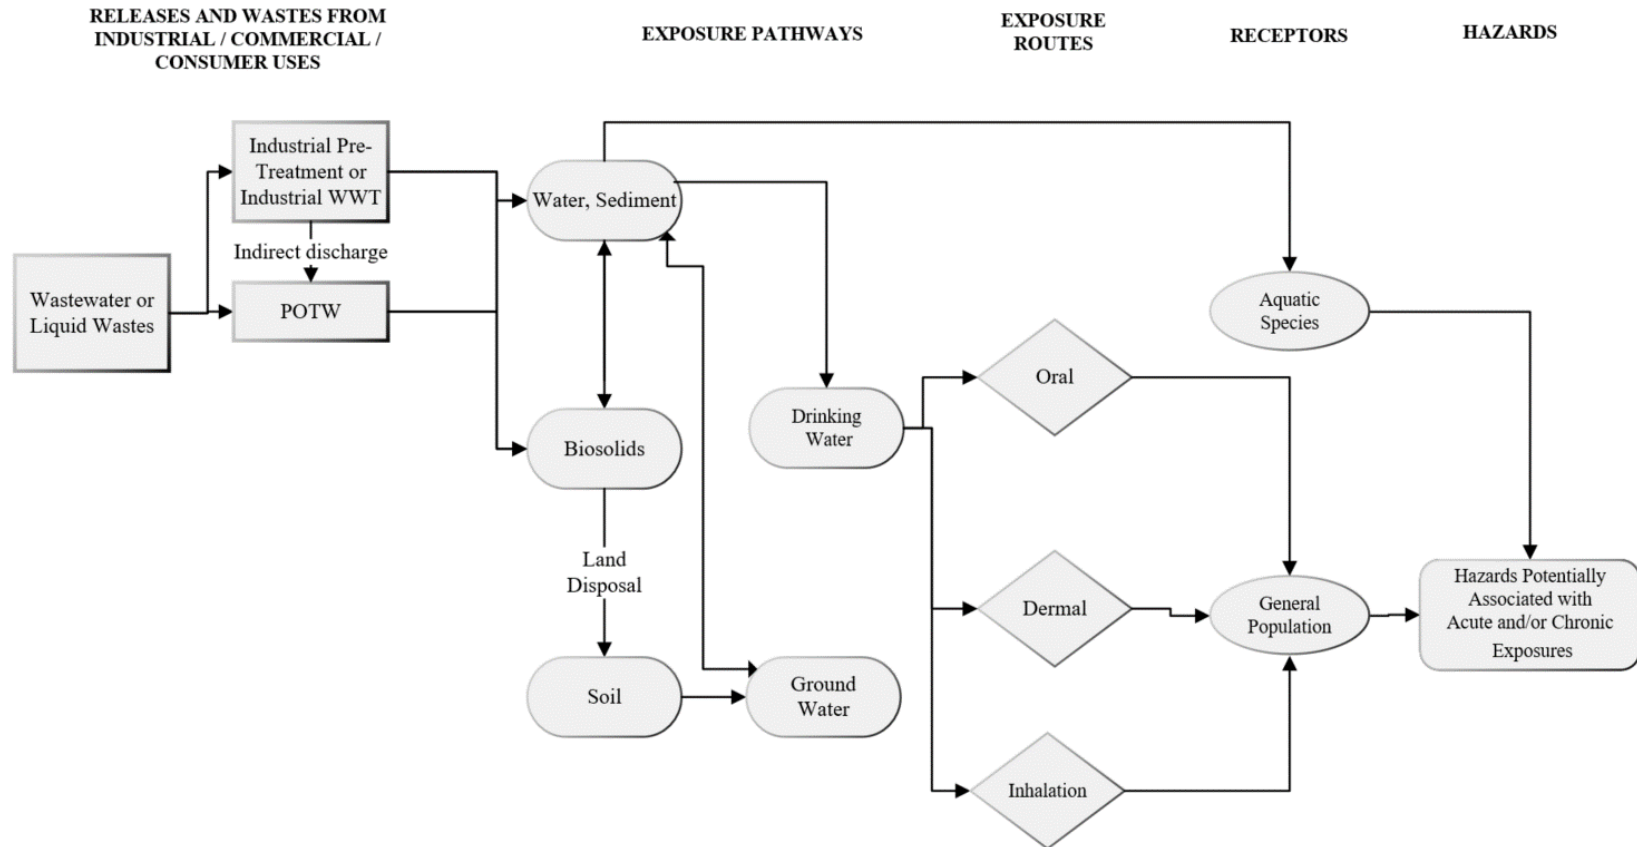 RELEASES AND WASTES FROM
INDUSTRIAL / COMMERCIAL /
CONSUMER USES
EXPOSURE PATHWAYS
EXPOSURE
ROUTES
RECEPTORS
HAZARDS
Industrial Pre-
Treatment or
Industrial WWT
Indirect discharge
Wastewater or
Liquid Wastes
POTW
Water, Sediment
Biosolids
Land
Disposal
Soil
Ground
Water
Drinking
Water
Oral
Dermal
Inhalation
Aquatic
Species
General
Population
Hazards Potentially
Associated with
Acute and/or Chronic
Exposures